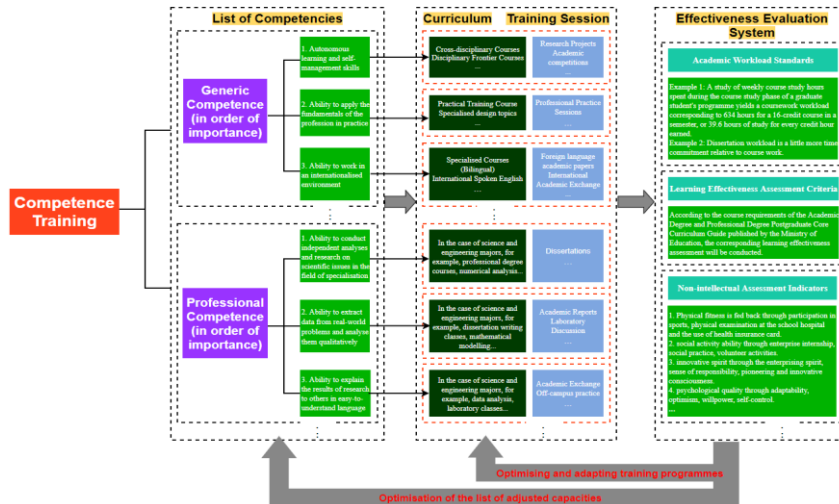 List of Competencies
Curriculum
Training Session
Effectiveness Evaluation
System
Competence
Training
Generic
Competence
(in order of
importance)
1. Autonomous
learning and self-
management skills
2. Ability to apply the
fundamentals of the
profession in practice
3. Ability to work in
an internationalised
environment
Professional
Competence
(in order of
importance)
1. Ability to conduct
independent analyses
and research on
scientific issues in the
field of specialisation
2. Ability to extract
data from real-world
problems and analyse
them qualitatively
3. Ability to explain
the results of research
to others in easy-to-
understand language
Cross-disciplinary Courses
Disciplinary Frontier Courses
...
Research Projects
Academic
competitions
...
Practical Training Course
Specialised design topics
...
Professional Practice
Sessions
...
Specialised Courses
(Bilingual)
International Spoken English
....
Foreign language
academic papers
International
Academic Exchange
...
In the case of science and
engineering majors, for
example, professional degree
courses, numerical analysis...
Dissertations
...
In the case of science and
engineering majors, for
example, dissertation writing
classes, mathematical
modelling...
Academic Reports
Laboratory
Discussion
...
In the case of science and
engineering majors, for
example, data analysis,
laboratory classes...
Academic Exchange
Off-campus practice
....
Academic Workload Standards
Example 1: A study of weekly course study hours
spent during the course study phase of a graduate
student's programme yields a coursework workload
corresponding to 634 hours for a 16-credit course in a
semester, or 39.6 hours of study for every credit hour
earned.
Example 2: Dissertation workload is a little more time
commitment relative to course work.
Learning Effectiveness Assessment Criteria
According to the course requirements of the Academic
Degree and Professional Degree Postgraduate Core
Curriculum Guide published by the Ministry of
Education, the corresponding learning effectiveness
assessment will be conducted.
Non-intellectual Assessment Indicators
1. Physical fitness is fed back through participation in
sports, physical examination at the school hospital
and the use of health insurance card.
2. social activity ability through enterprise internship,
social practice, volunteer activities.
3. innovative spirit through the enterprising spirit,
sense of responsibility, pioneering and innovative
consciousness.
4. psychological quality through adaptability,
optimism, willpower, self-control.
....
Optimising and adapting training programmes
Optimisation of the list of adjusted capacities